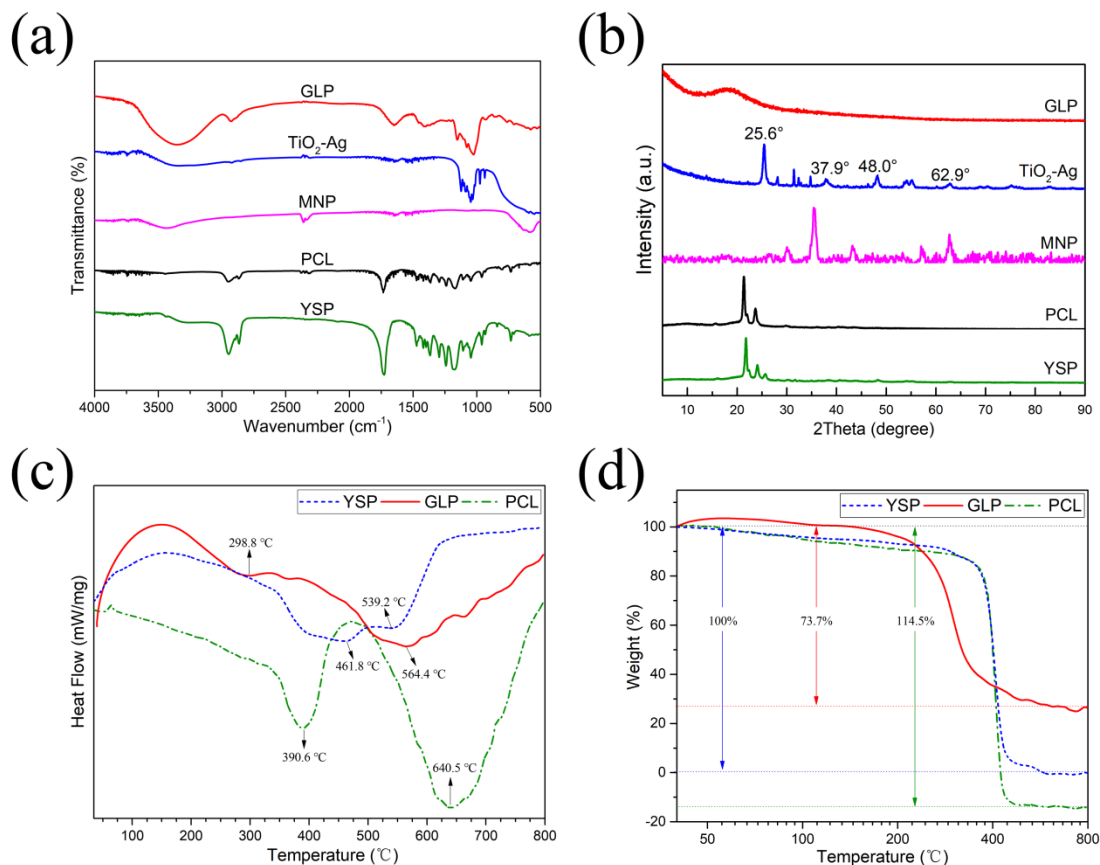 (a)
GLP
TiO₂-Ag
MNP
PCL
YSP
Transmittance (%)
4000 3500 3000 2500 2000 1500 1000 500
Wavenumber (cm⁻¹)
(b)
GLP
25.6°
TiO₂-Ag
37.9° 48.0° 62.9°
MNP
PCL
YSP
Intensity (a.u.)
10 20 30 40 50 60 70 80 90
2Theta (degree)
(c)
YSP GLP PCL
298.8 ℃
539.2 ℃
461.8 ℃
564.4 ℃
390.6 ℃
640.5 ℃
Heat Flow (mW/mg)
100 200 300 400 500 600 700 800
Temperature (℃)
(d)
YSP GLP PCL
120
100
80
60
40
20
0
-20
100% 73.7% 114.5%
Weight (%)
50 100 200 400 800
Temperature (℃)